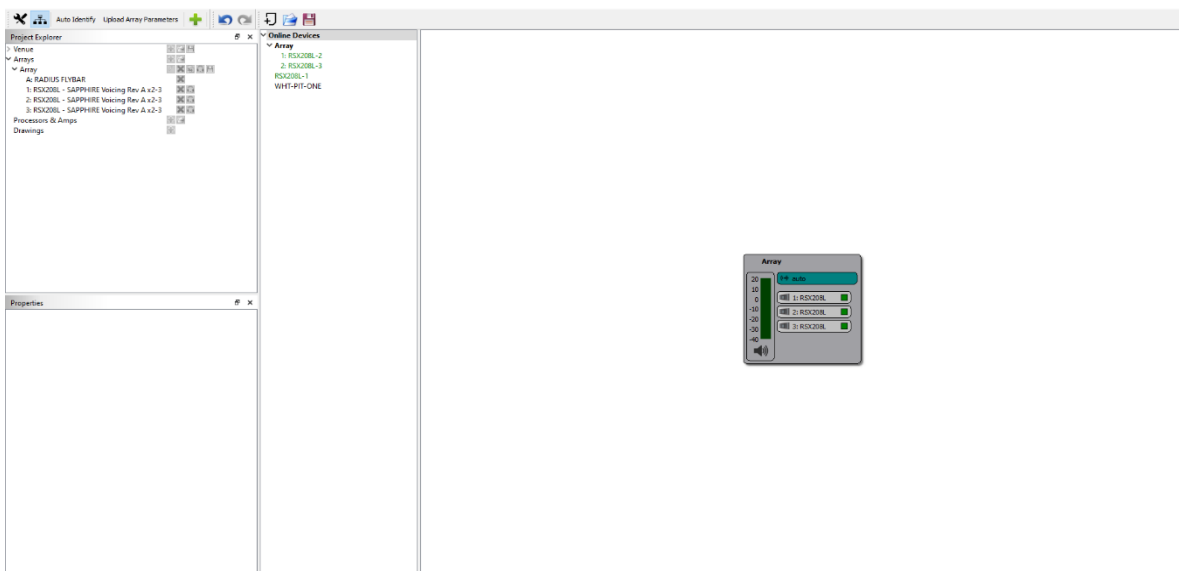 Auto Identify Upload Array Parameters
Project Explorer
Venue
Arrays
Array
A: RADIUS FLYBAR
1: RSX208L - SAPPHIRE Voicing Rev A x2-3
2: RSX208L - SAPPHIRE Voicing Rev A x2-3
3: RSX208L - SAPPHIRE Voicing Rev A x2-3
Processors & Amps
Drawings
Properties
Online Devices
Array
1: RSX208L-2
2: RSX208L-3
RSX208L-1
WHT-PIT-ONE
Array
20
10
0
-10
-20
-30
-40
auto
1: RSX208L
2: RSX208L
3: RSX208L